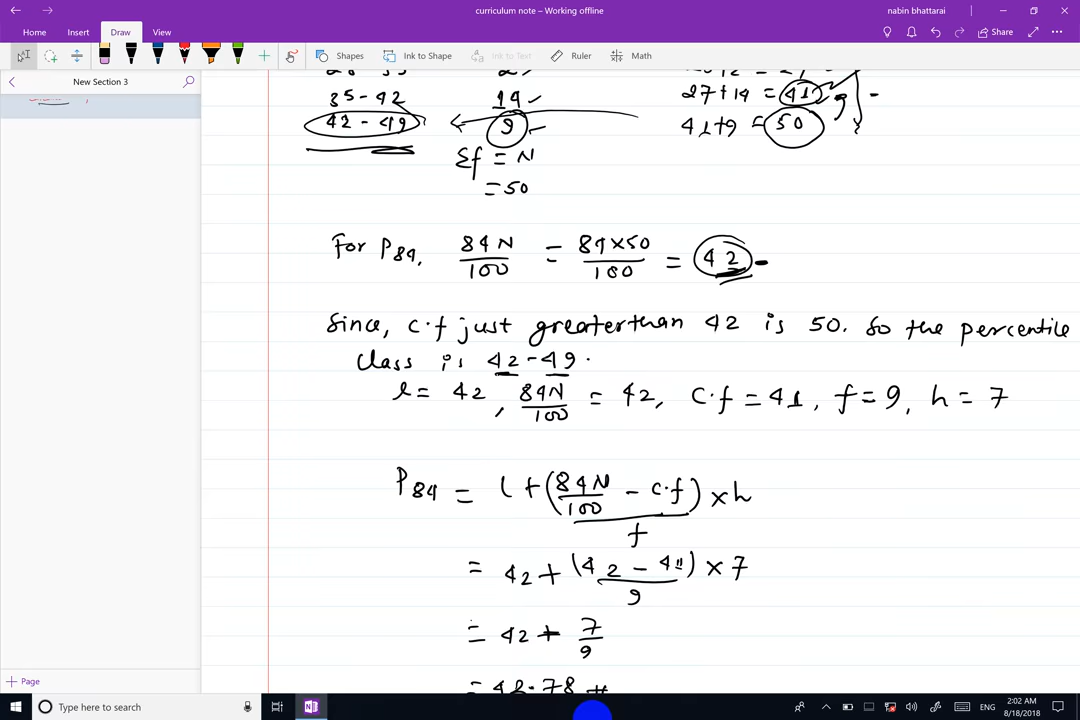 curriculum note – Working offline
nabin bhattarai
Home Insert Draw View
Share
Shapes Ink to Shape Ink to Text Ruler Math
New Section 3
35-42 14 27+14 = 41
42-49 9 41+9 = 50
Σf = N
= 50
For P84, 84N/100 = 84×50/100 = 42
Since, c.f just greater than 42 is 50. So the percentile
class is 42-49.
l = 42, 84N/100 = 42, c.f = 41, f = 9, h = 7
P84 = l + (84N/100 - c.f)/f × h
= 42 + (42 - 41)/9 × 7
= 42 + 7/9
= 42.78 #
+ Page
Type here to search
ENG
2:02 AM
8/18/2018